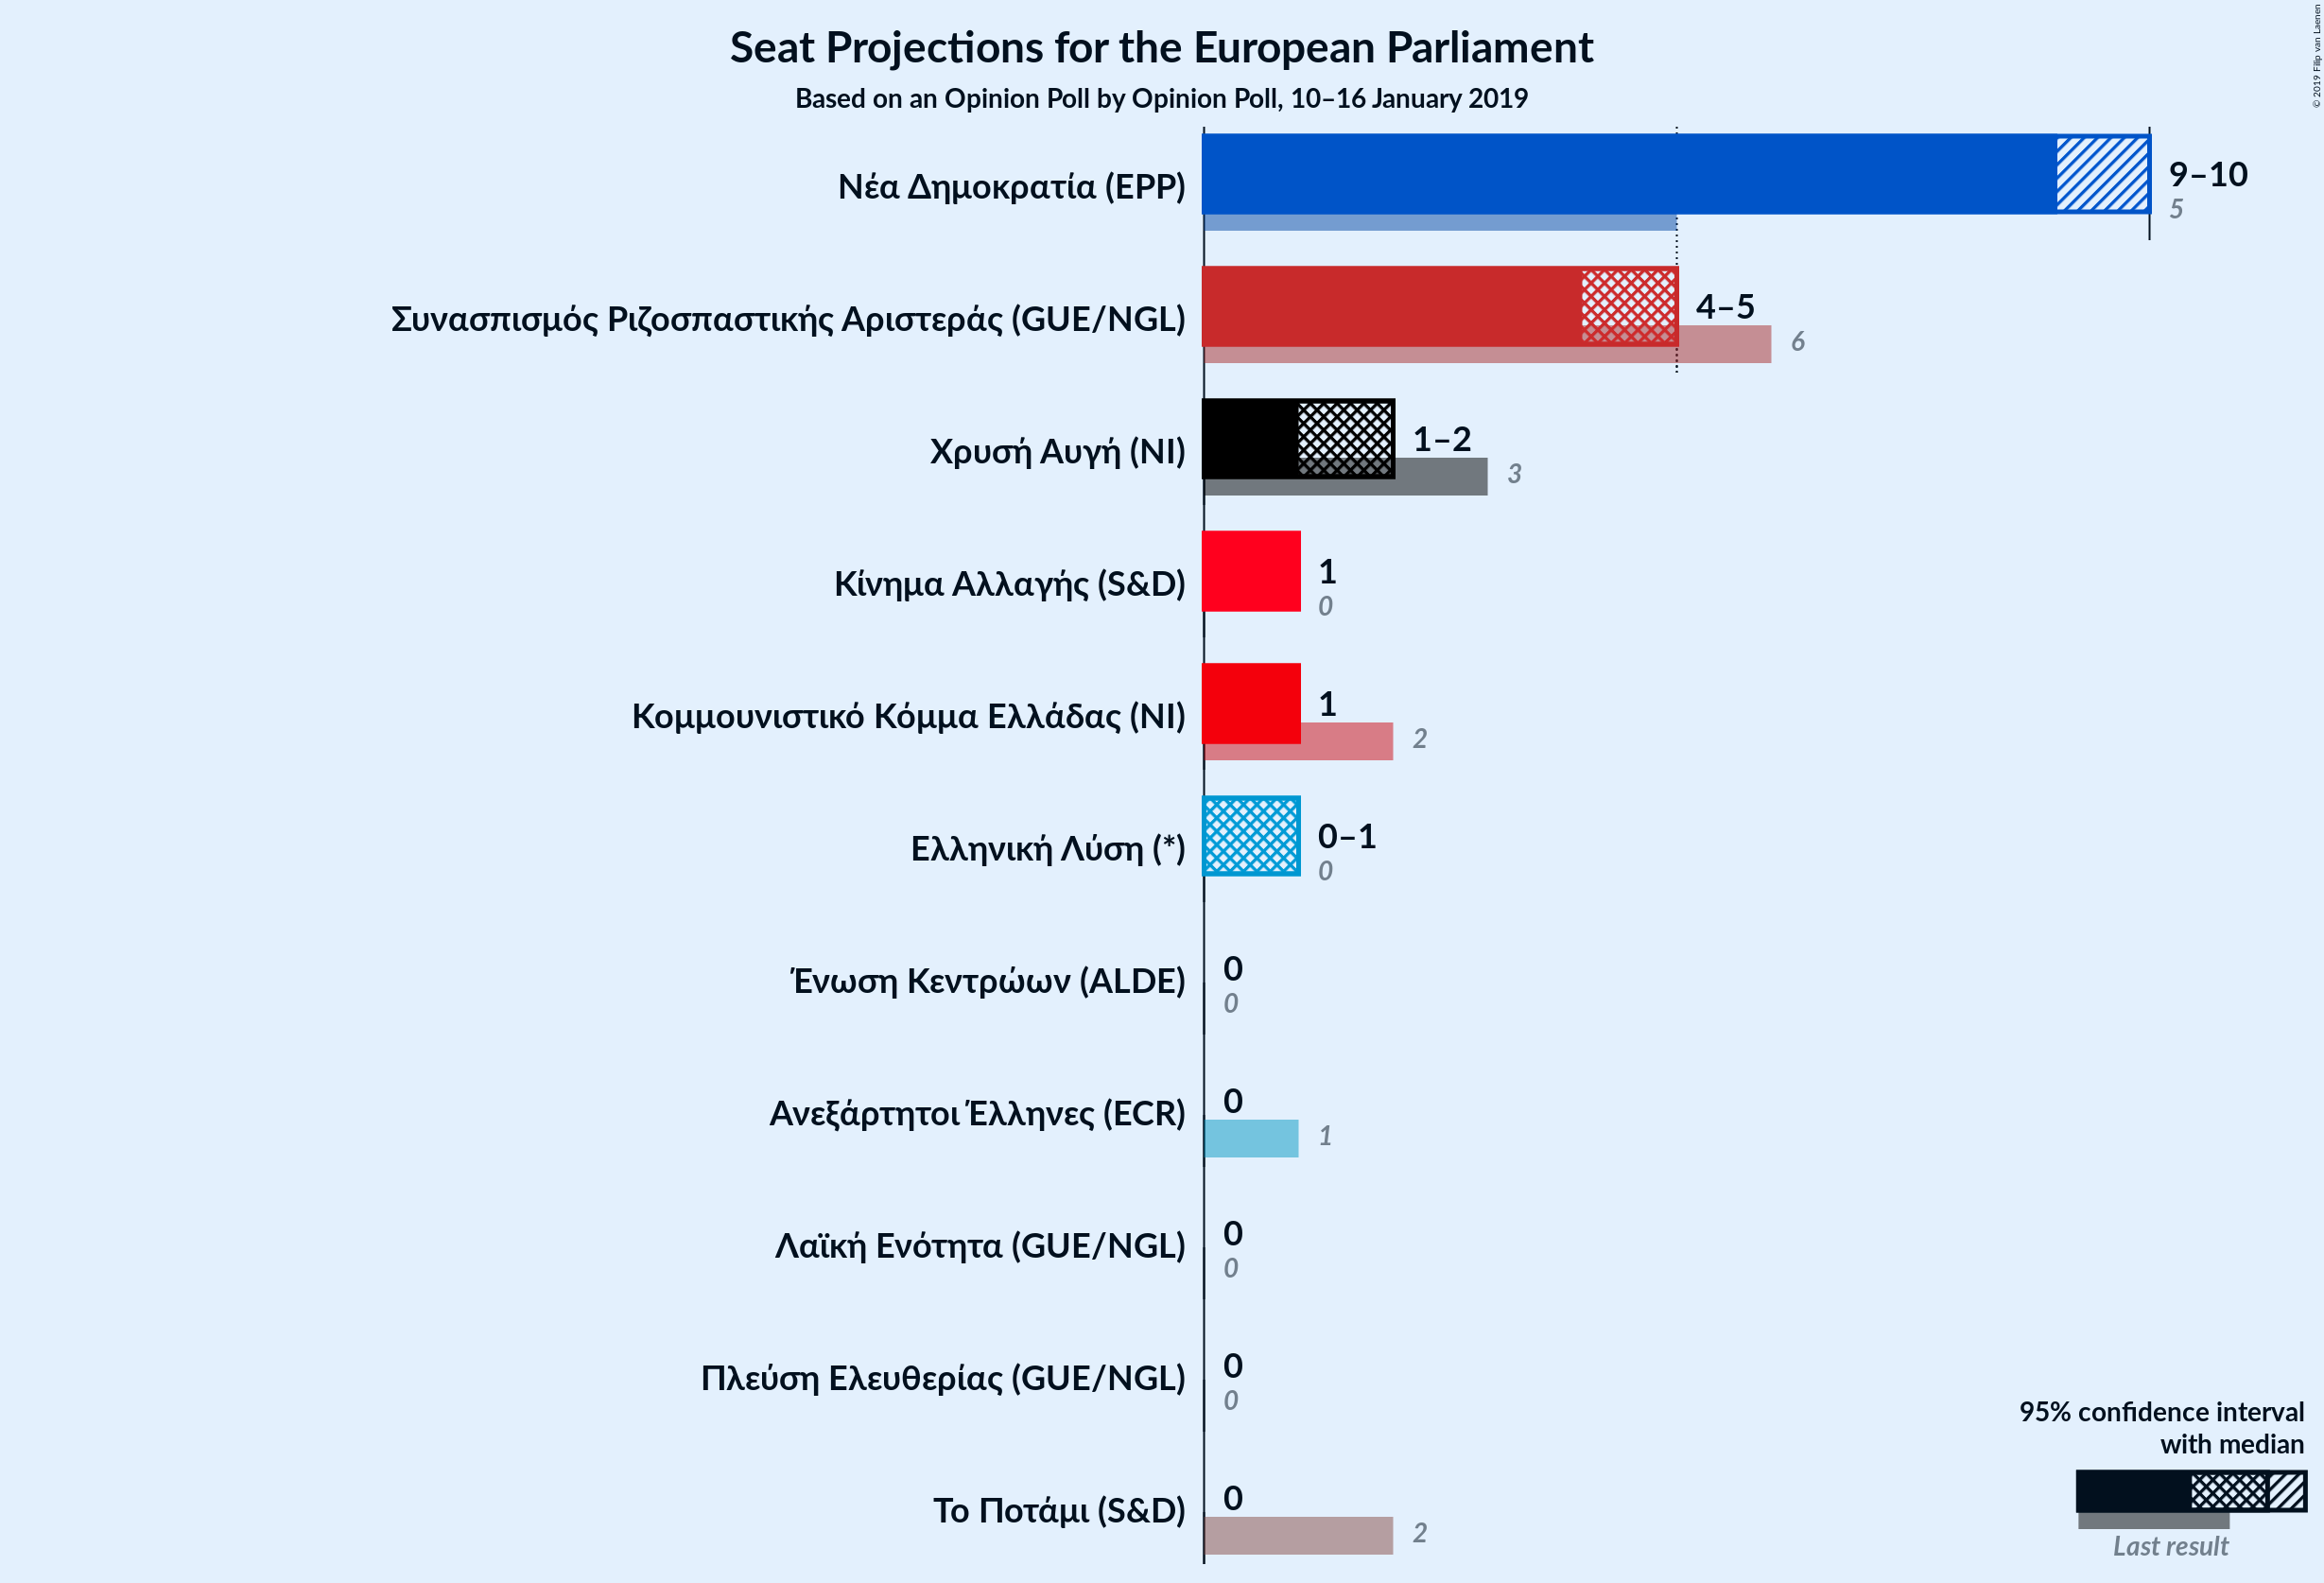 Seat Projections for the European Parliament
Based on an Opinion Poll by Opinion Poll, 10–16 January 2019
© 2019 Filip van Laenen
Νέα Δημοκρατία (EPP)
9–10
5
Συνασπισμός Ριζοσπαστικής Αριστεράς (GUE/NGL)
4–5
6
Χρυσή Αυγή (NI)
1–2
3
Κίνημα Αλλαγής (S&D)
1
0
Κομμουνιστικό Κόμμα Ελλάδας (NI)
1
2
Ελληνική Λύση (*)
0–1
0
Ένωση Κεντρώων (ALDE)
0
0
Ανεξάρτητοι Έλληνες (ECR)
0
1
Λαϊκή Ενότητα (GUE/NGL)
0
0
Πλεύση Ελευθερίας (GUE/NGL)
0
0
Το Ποτάμι (S&D)
0
2
95% confidence interval
with median
Last result